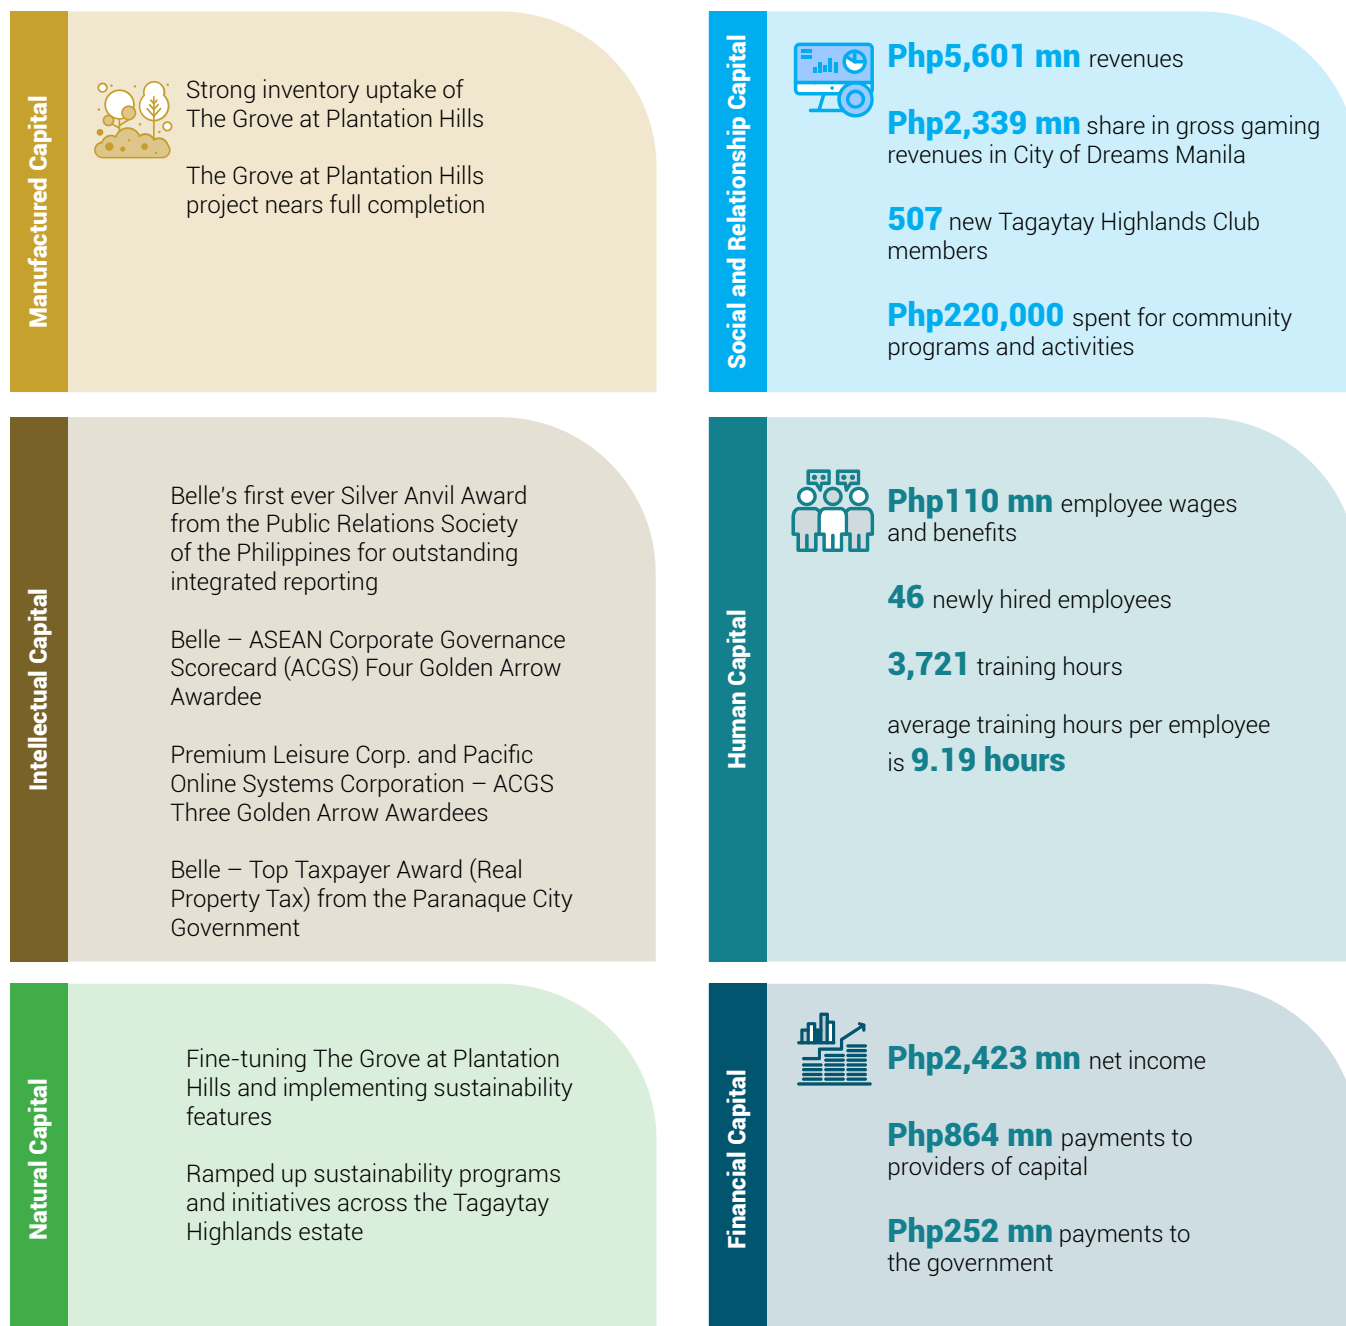 Manufactured Capital
Strong inventory uptake of
The Grove at Plantation Hills
The Grove at Plantation Hills
project nears full completion
Social and Relationship Capital
Php5,601 mn revenues
Php2,339 mn share in gross gaming
revenues in City of Dreams Manila
507 new Tagaytay Highlands Club
members
Php220,000 spent for community
programs and activities
Intellectual Capital
Belle's first ever Silver Anvil Award
from the Public Relations Society
of the Philippines for outstanding
integrated reporting
Belle – ASEAN Corporate Governance
Scorecard (ACGS) Four Golden Arrow
Awardee
Premium Leisure Corp. and Pacific
Online Systems Corporation – ACGS
Three Golden Arrow Awardees
Belle – Top Taxpayer Award (Real
Property Tax) from the Paranaque City
Government
Human Capital
Php110 mn employee wages
and benefits
46 newly hired employees
3,721 training hours
average training hours per employee
is 9.19 hours
Natural Capital
Fine-tuning The Grove at Plantation
Hills and implementing sustainability
features
Ramped up sustainability programs
and initiatives across the Tagaytay
Highlands estate
Financial Capital
Php2,423 mn net income
Php864 mn payments to
providers of capital
Php252 mn payments to
the government